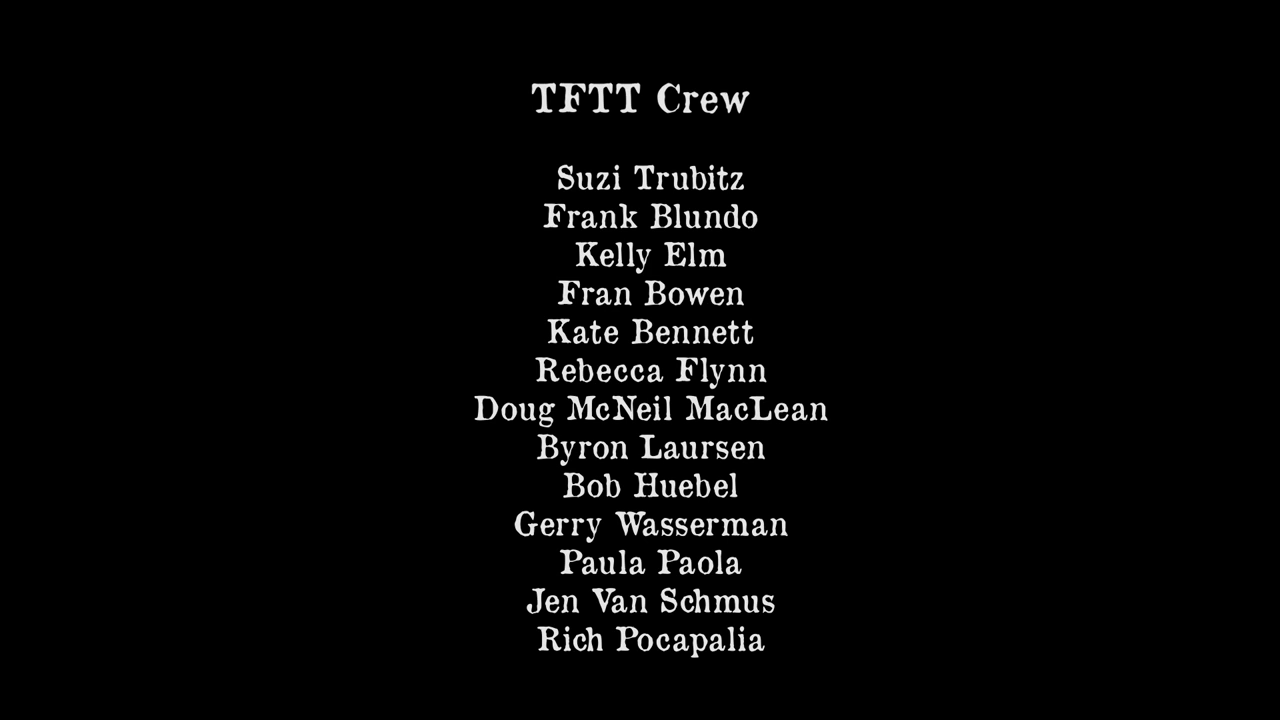 TFTT Crew
Suzi Trubitz
Frank Blundo
Kelly Elm
Fran Bowen
Kate Bennett
Rebecca Flynn
Doug McNeil MacLean
Byron Laursen
Bob Huebel
Gerry Wasserman
Paula Paola
Jen Van Schmus
Rich Pocapalia